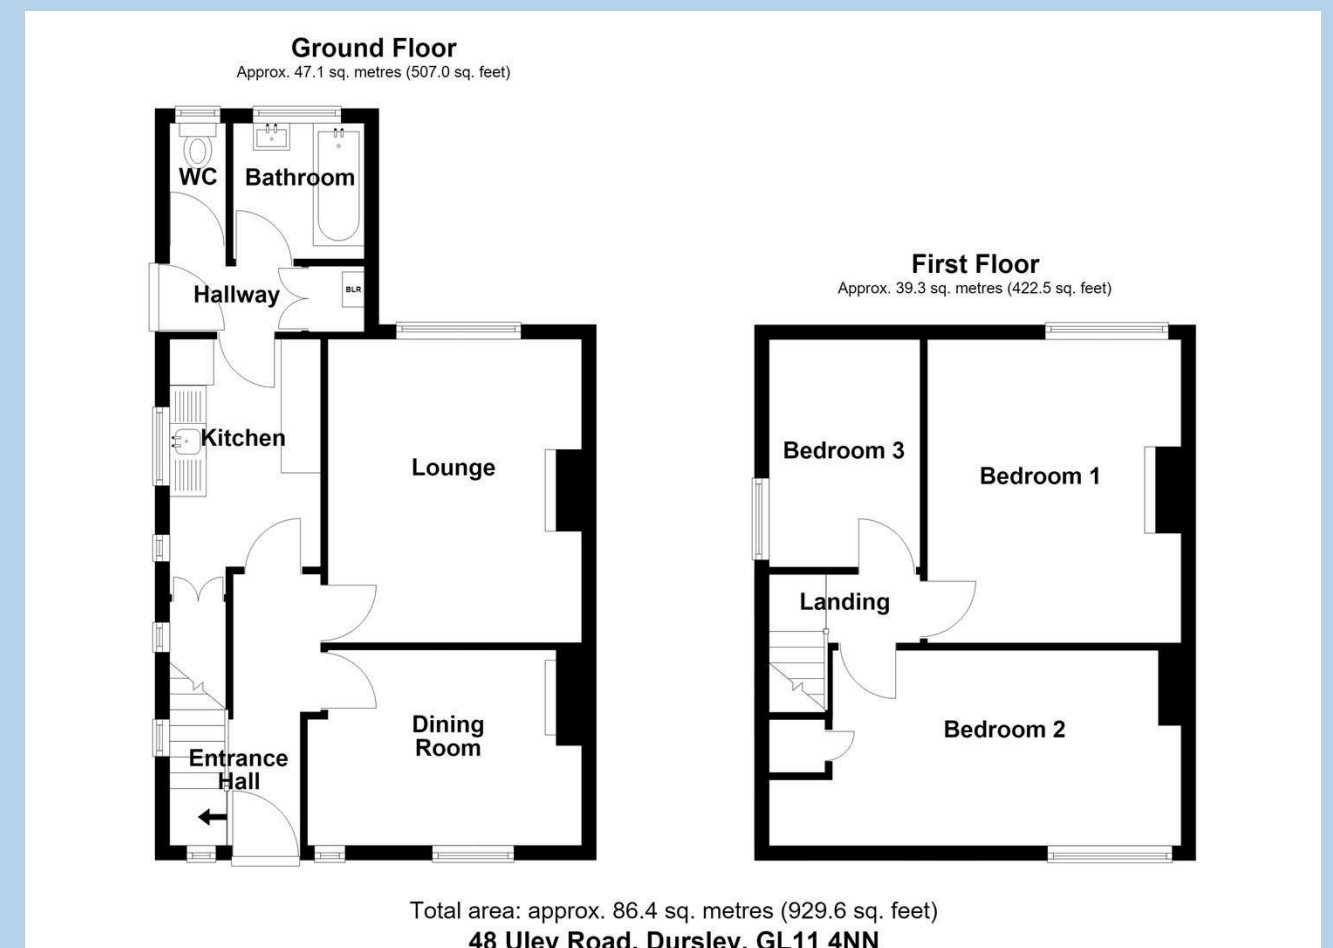 Ground Floor
Approx. 47.1 sq. metres (507.0 sq. feet)
WC
Bathroom
Hallway
BLR
Kitchen
Lounge
Dining
Room
Entrance
Hall
First Floor
Approx. 39.3 sq. metres (422.5 sq. feet)
Bedroom 3
Bedroom 1
Landing
Bedroom 2
Total area: approx. 86.4 sq. metres (929.6 sq. feet)
48 Uley Road, Dursley, GL11 4NN